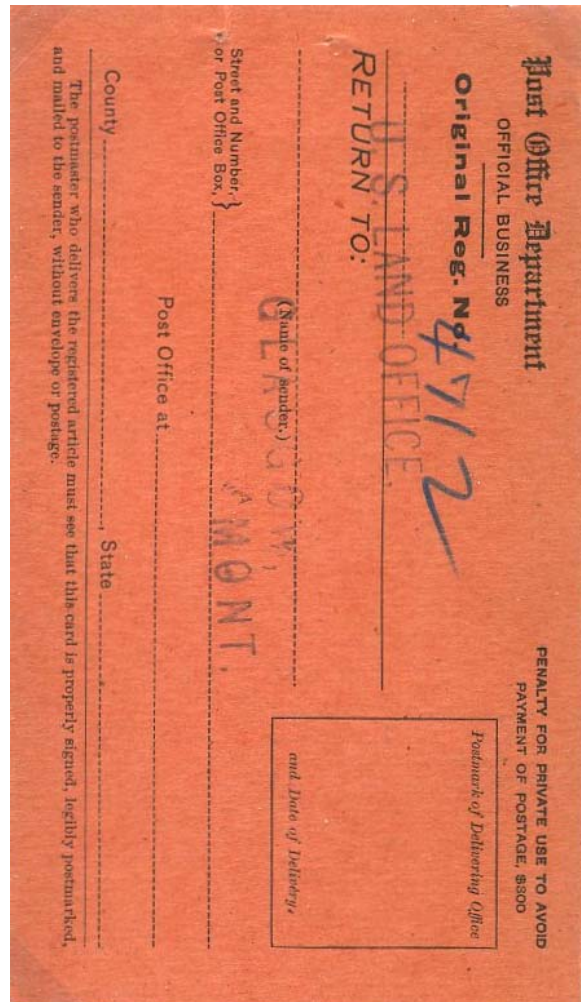 Post Office Department
OFFICIAL BUSINESS
PENALTY FOR PRIVATE USE TO AVOID
PAYMENT OF POSTAGE, $300
Original Reg. No. 4712
Postmark of Delivering Office
and Date of Delivery.
RETURN TO:
U. S. LAND OFFICE.
(Name of sender.)
GLASGOW,
MONT.
Street and Number,
or Post Office Box, }
Post Office at
County , State
The postmaster who delivers the registered article must see that this card is properly signed, legibly postmarked,
and mailed to the sender, without envelope or postage.